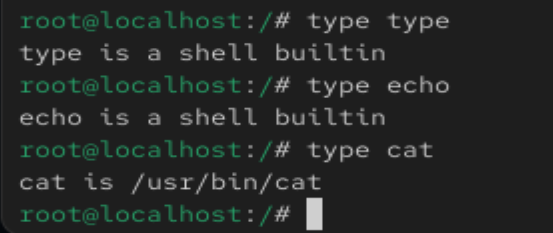 root@localhost:/# type type
type is a shell builtin
root@localhost:/# type echo
echo is a shell builtin
root@localhost:/# type cat
cat is /usr/bin/cat
root@localhost:/#